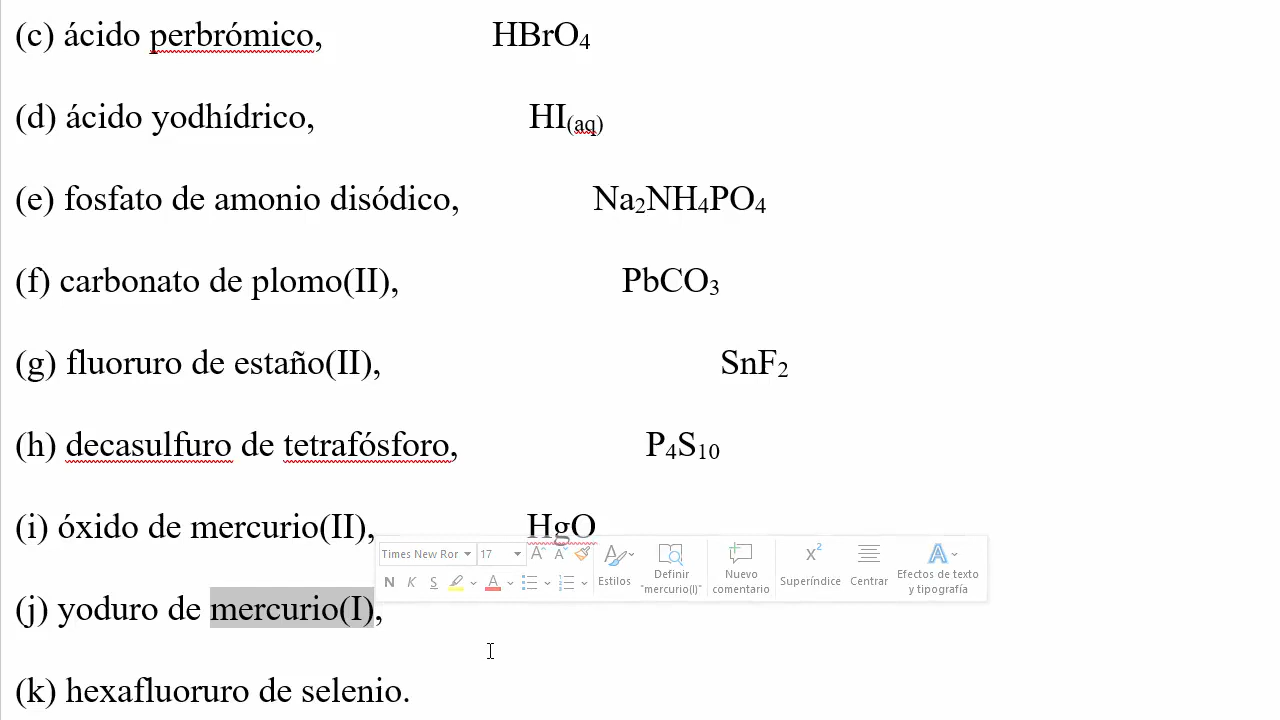 (c) ácido perbrómico, HBrO4
(d) ácido yodhídrico, HI(aq)
(e) fosfato de amonio disódico, Na2NH4PO4
(f) carbonato de plomo(II), PbCO3
(g) fluoruro de estaño(II), SnF2
(h) decasulfuro de tetrafósforo, P4S10
(i) óxido de mercurio(II), HgO
Times New Ror 17 A A
N K S A Estilos Definir "mercurio(I)" Nuevo comentario x2 Superíndice Centrar A Efectos de texto y tipografía
(j) yoduro de mercurio(I),
(k) hexafluoruro de selenio.